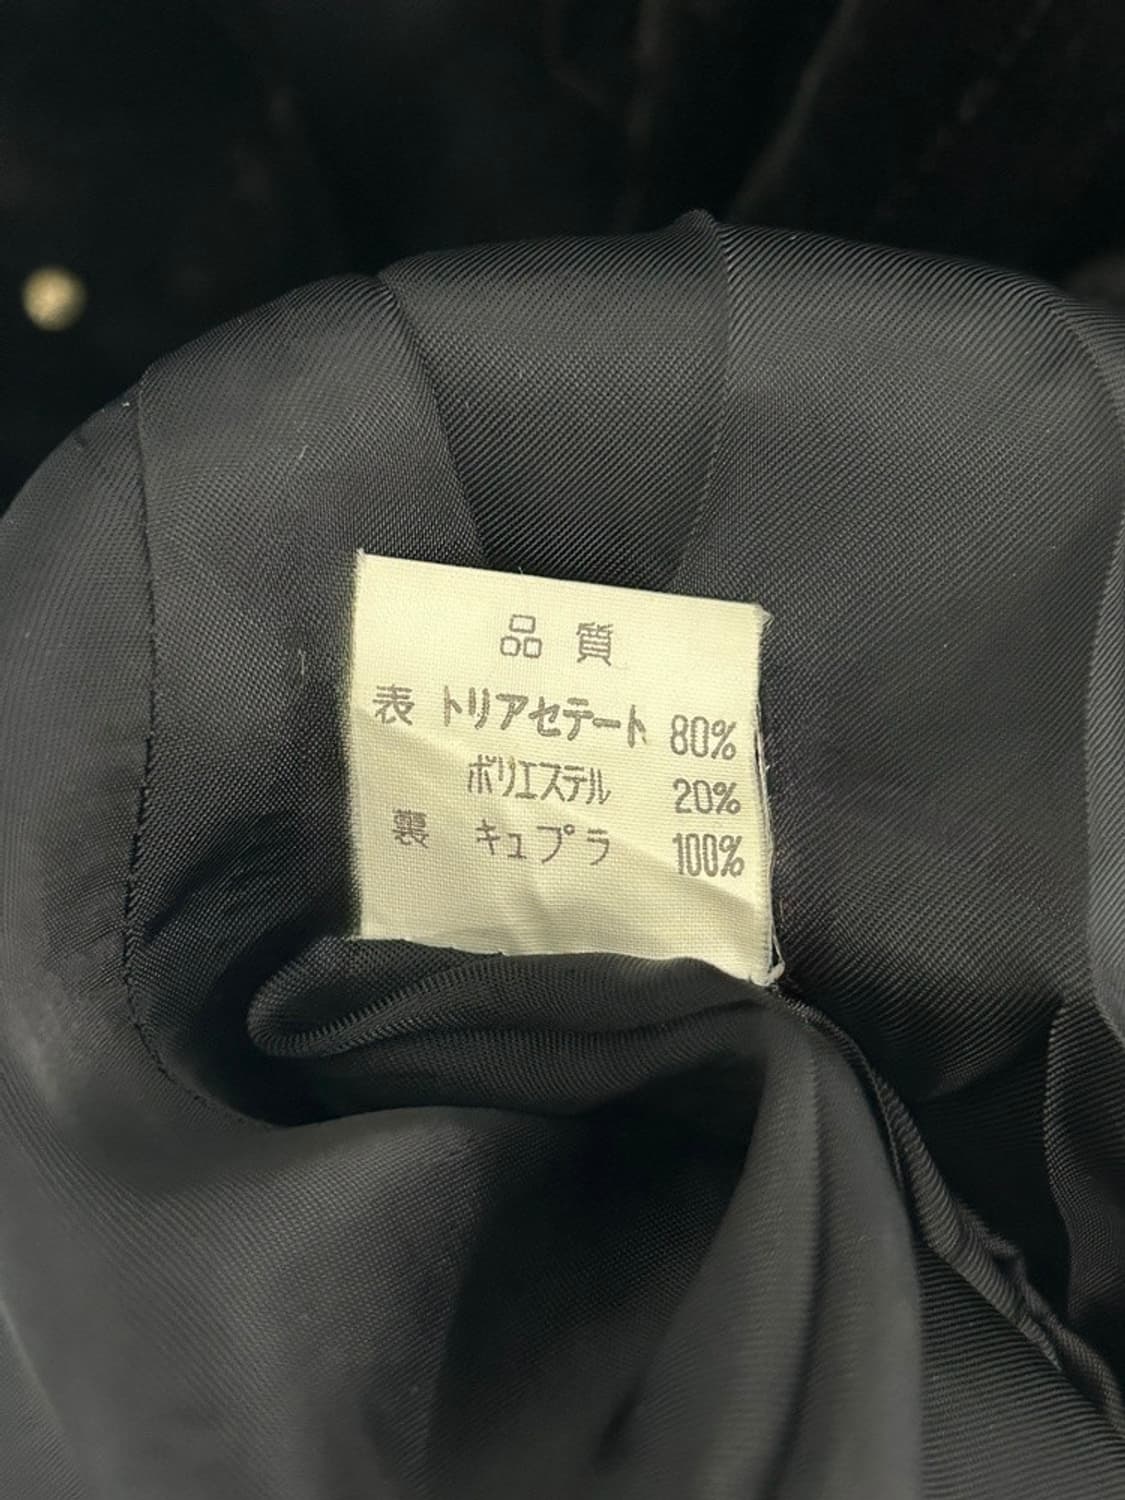 品質
表 トリアセテート 80%
ポリエステル 20%
裏 キュプラ 100%